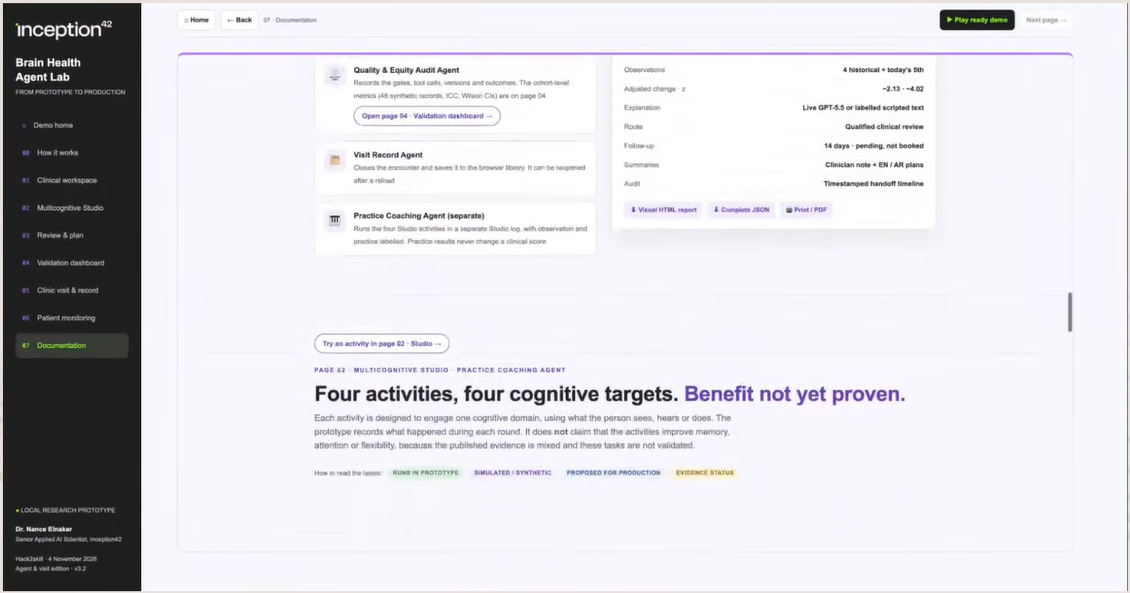 inception42
Brain Health
Agent Lab
FROM PROTOTYPE TO PRODUCTION
Demo home
00 How it works
01 Clinical workspace
02 Multicognitive Studio
03 Review & plan
04 Validation dashboard
05 Clinic visit & record
06 Patient monitoring
07 Documentation
LOCAL RESEARCH PROTOTYPE
Dr. Nance Elnaker
Senior Applied AI Scientist, Inception42
Hack2skill · 4 November 2026
Agent & visit edition · v3.2
Home
← Back
07 · Documentation
▶ Play ready demo
Next page →
Quality & Equity Audit Agent
Records the gates, tool calls, versions and outcomes. The cohort-level
metrics (48 synthetic records, ICC, Wilson CIs) are on page 04.
Open page 04 · Validation dashboard →
Visit Record Agent
Closes the encounter and saves it to the browser library. It can be reopened
after a reload.
Practice Coaching Agent (separate)
Runs the four Studio activities in a separate Studio log, with observation and
practice labelled. Practice results never change a clinical score.
Observations 4 historical + today's 5th
Adjusted change · z −2.13 · −4.02
Explanation Live GPT-5.5 or labelled scripted text
Route Qualified clinical review
Follow-up 14 days · pending, not booked
Summaries Clinician note + EN / AR plans
Audit Timestamped handoff timeline
⬇ Visual HTML report
⬇ Complete JSON
Print / PDF
Try an activity in page 02 · Studio →
PAGE 02 · MULTICOGNITIVE STUDIO · PRACTICE COACHING AGENT
Four activities, four cognitive targets. Benefit not yet proven.
Each activity is designed to engage one cognitive domain, using what the person sees, hears or does. The
prototype records what happened during each round. It does not claim that the activities improve memory,
attention or flexibility, because the published evidence is mixed and these tasks are not validated.
How to read the labels: RUNS IN PROTOTYPE SIMULATED / SYNTHETIC PROPOSED FOR PRODUCTION EVIDENCE STATUS